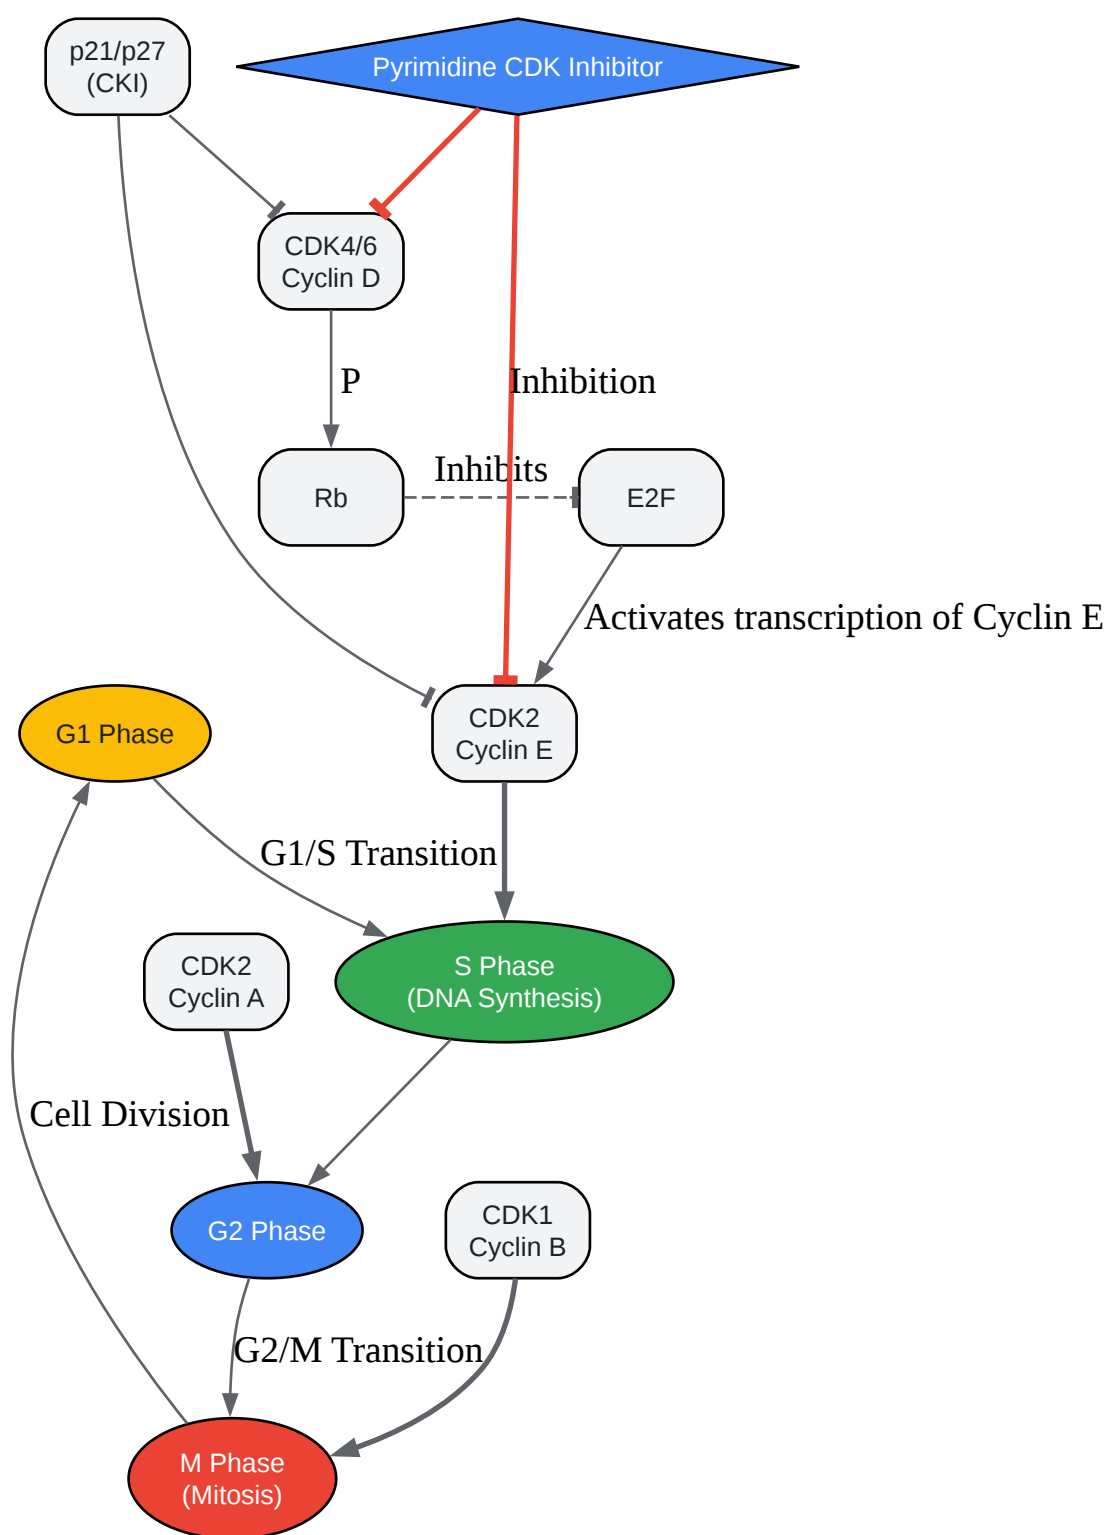 p21/p27
(CKI)
Pyrimidine CDK Inhibitor
CDK4/6
Cyclin D
P
Inhibition
Rb
Inhibits
E2F
Activates transcription of Cyclin E
CDK2
Cyclin E
G1 Phase
G1/S Transition
CDK2
Cyclin A
S Phase
(DNA Synthesis)
Cell Division
G2 Phase
CDK1
Cyclin B
G2/M Transition
M Phase
(Mitosis)